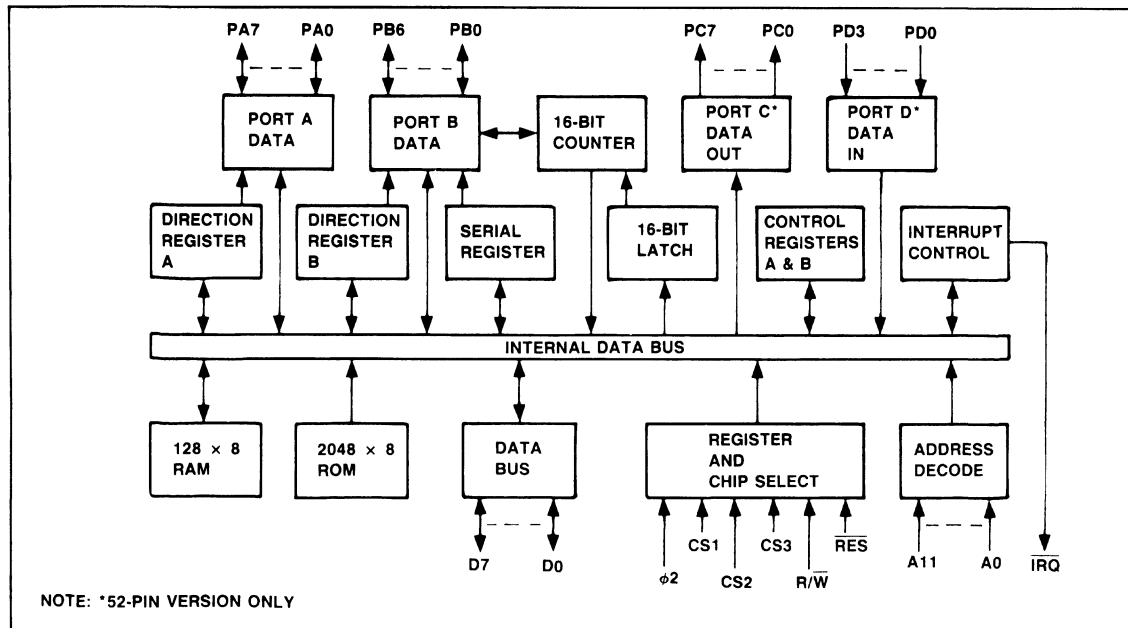 PA7 PA0 PB6 PB0 PC7 PC0 PD3 PD0
PORT A
DATA
PORT B
DATA
16-BIT
COUNTER
PORT C*
DATA
OUT
PORT D*
DATA
IN
DIRECTION
REGISTER
A
DIRECTION
REGISTER
B
SERIAL
REGISTER
16-BIT
LATCH
CONTROL
REGISTERS
A & B
INTERRUPT
CONTROL
INTERNAL DATA BUS
128 × 8
RAM
2048 × 8
ROM
DATA
BUS
REGISTER
AND
CHIP SELECT
ADDRESS
DECODE
D7 D0
ϕ2 CS1 CS2 CS3 R/W̅ R̅E̅S̅
A11 A0
I̅R̅Q̅
NOTE: *52-PIN VERSION ONLY